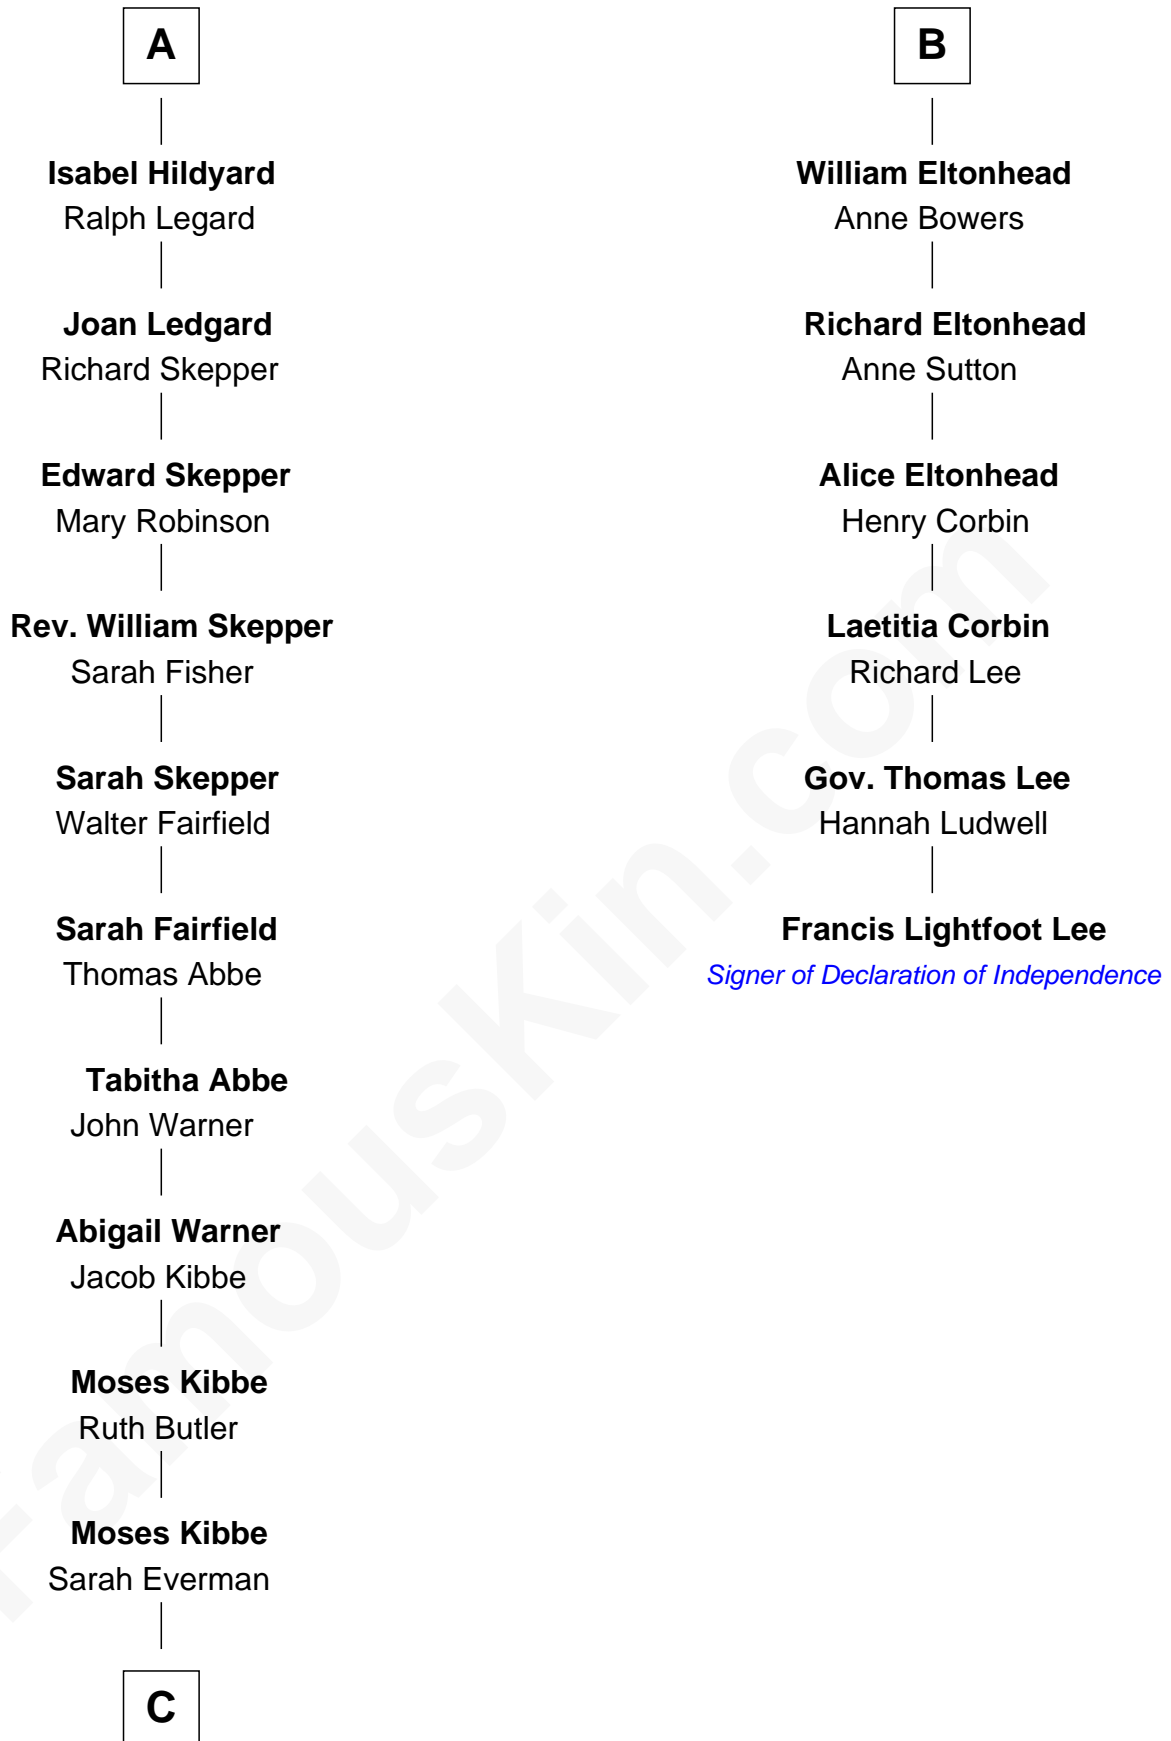 A
Isabel Hildyard
Ralph Legard
Joan Ledgard
Richard Skepper
Edward Skepper
Mary Robinson
Rev. William Skepper
Sarah Fisher
Sarah Skepper
Walter Fairfield
Sarah Fairfield
Thomas Abbe
Tabitha Abbe
John Warner
Abigail Warner
Jacob Kibbe
Moses Kibbe
Ruth Butler
Moses Kibbe
Sarah Everman
C
B
William Eltonhead
Anne Bowers
Richard Eltonhead
Anne Sutton
Alice Eltonhead
Henry Corbin
Laetitia Corbin
Richard Lee
Gov. Thomas Lee
Hannah Ludwell
Francis Lightfoot Lee
Signer of Declaration of Independence
FamousKin.com